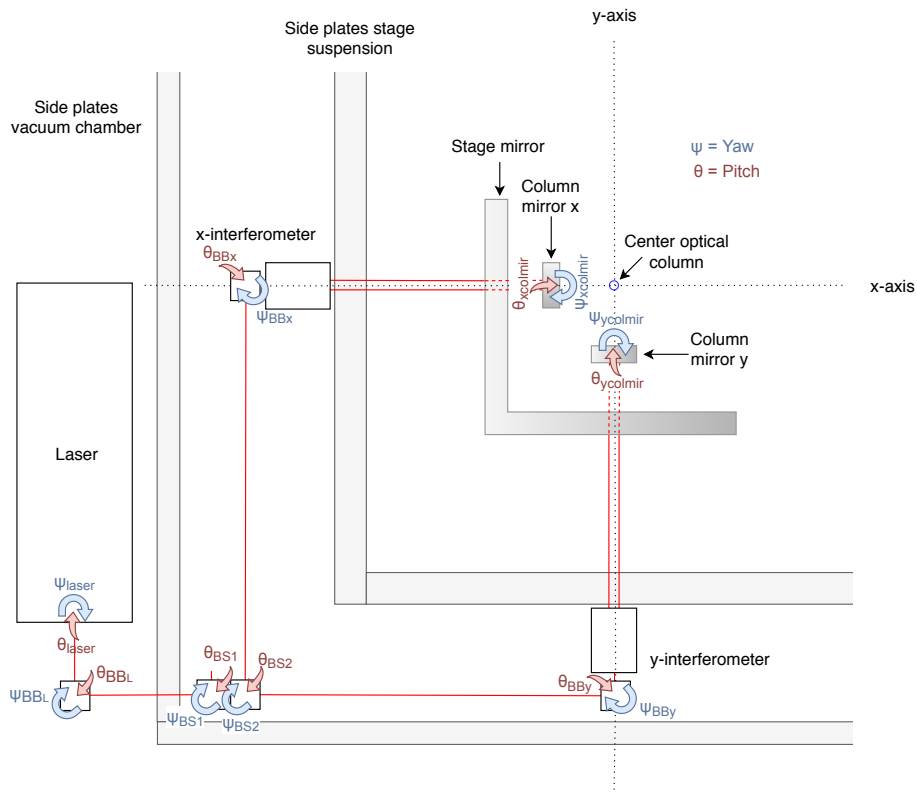 y-axis
Side plates stage
suspension
Side plates
vacuum chamber
Stage mirror
ψ = Yaw
θ = Pitch
Column
mirror x
x-interferometer
θBBx
Center optical
column
θxcolmir
ψxcolmir
x-axis
ψBBx
ψycolmir
Column
mirror y
θycolmir
Laser
ψlaser
θlaser
θBS1
θBS2
y-interferometer
θBBL
θBBy
ψBBL
ψBS1
ψBS2
ψBBy